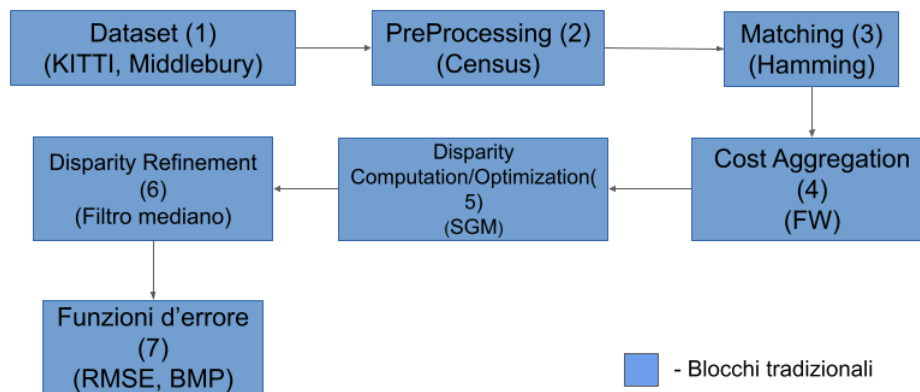 Dataset (1)
(KITTI, Middlebury)
PreProcessing (2)
(Census)
Matching (3)
(Hamming)
Cost Aggregation
(4)
(FW)
Disparity
Computation/Optimization(
5)
(SGM)
Disparity Refinement
(6)
(Filtro mediano)
Funzioni d'errore
(7)
(RMSE, BMP)
- Blocchi tradizionali